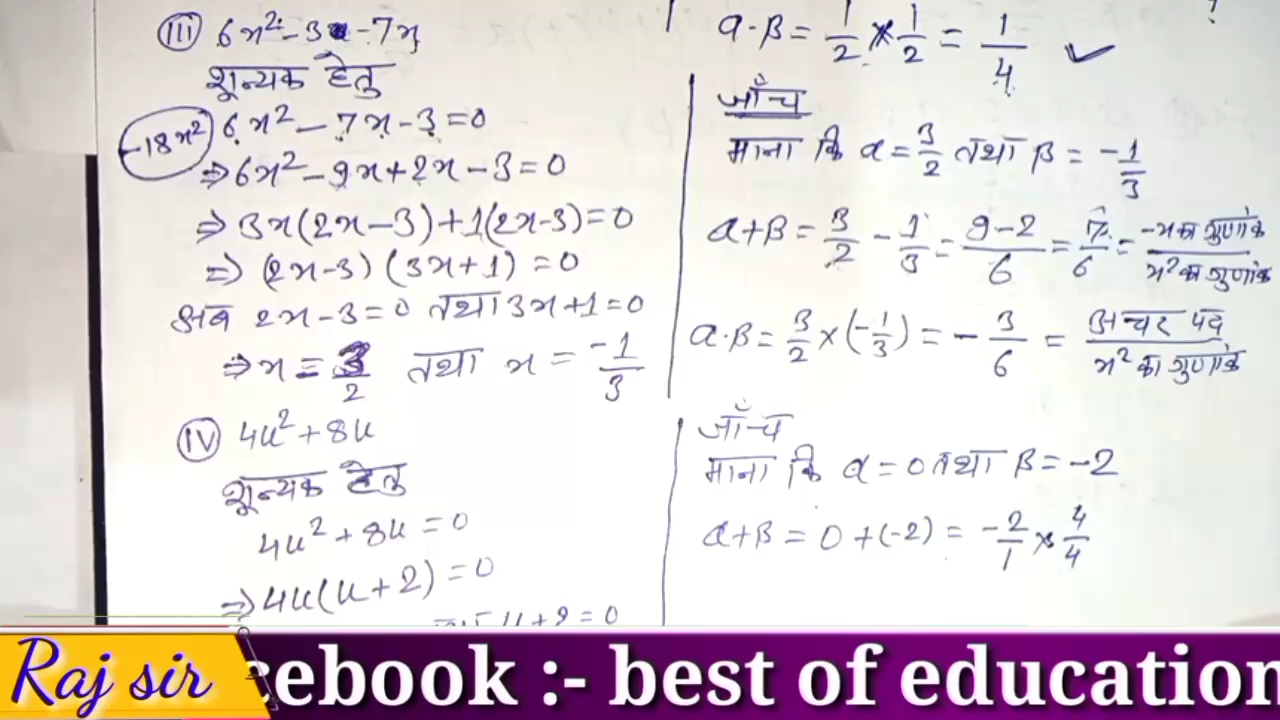 (iii) 6x² - 3 - 7x
शून्यक हेतु
-18x²
6x² - 7x - 3 = 0
⇒ 6x² - 9x + 2x - 3 = 0
⇒ 3x(2x - 3) + 1(2x - 3) = 0
⇒ (2x - 3) (3x + 1) = 0
अब 2x - 3 = 0 तथा 3x + 1 = 0
⇒ x = 3/2 तथा x = -1/3
(iv) 4u² + 8u
शून्यक हेतु
4u² + 8u = 0
⇒ 4u(u + 2) = 0
u + 2 = 0
α·β = 1/2 × 1/2 = 1/4 ✓
?
जाँच
माना कि α = 3/2 तथा β = -1/3
α + β = 3/2 - 1/3 = 9 - 2/6 = 7/6 = -x का गुणांक/x² का गुणांक
α·β = 3/2 × (-1/3) = - 3/6 = अचर पद/x² का गुणांक
जाँच
माना कि α = 0 तथा β = -2
α + β = 0 + (-2) = -2/1 × 4/4
Raj sir
cebook :- best of education